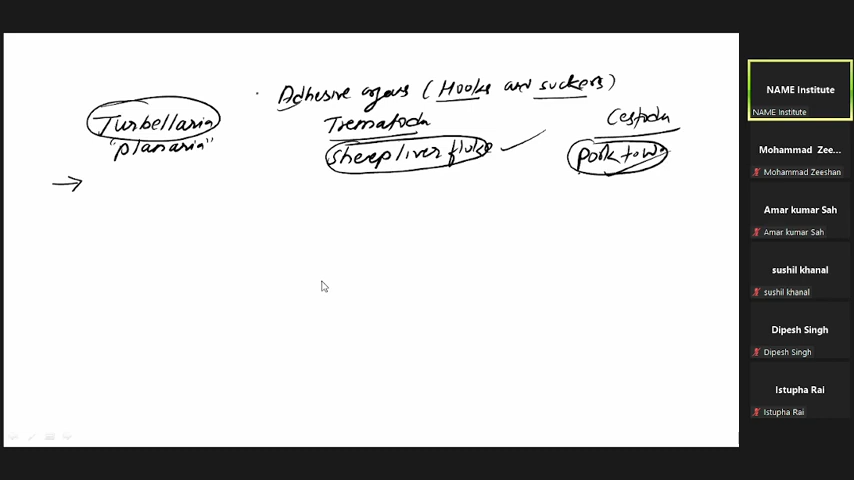 Adhesive organs (Hooks and suckers)
Turbellaria
Trematoda
Cestoda
"planaria"
sheep liver fluke
pork
NAME Institute
NAME Institute
Mohammad Zee...
Mohammad Zeeshan
Amar kumar Sah
Amar kumar Sah
sushil khanal
sushil khanal
Dipesh Singh
Dipesh Singh
Istupha Rai
Istupha Rai